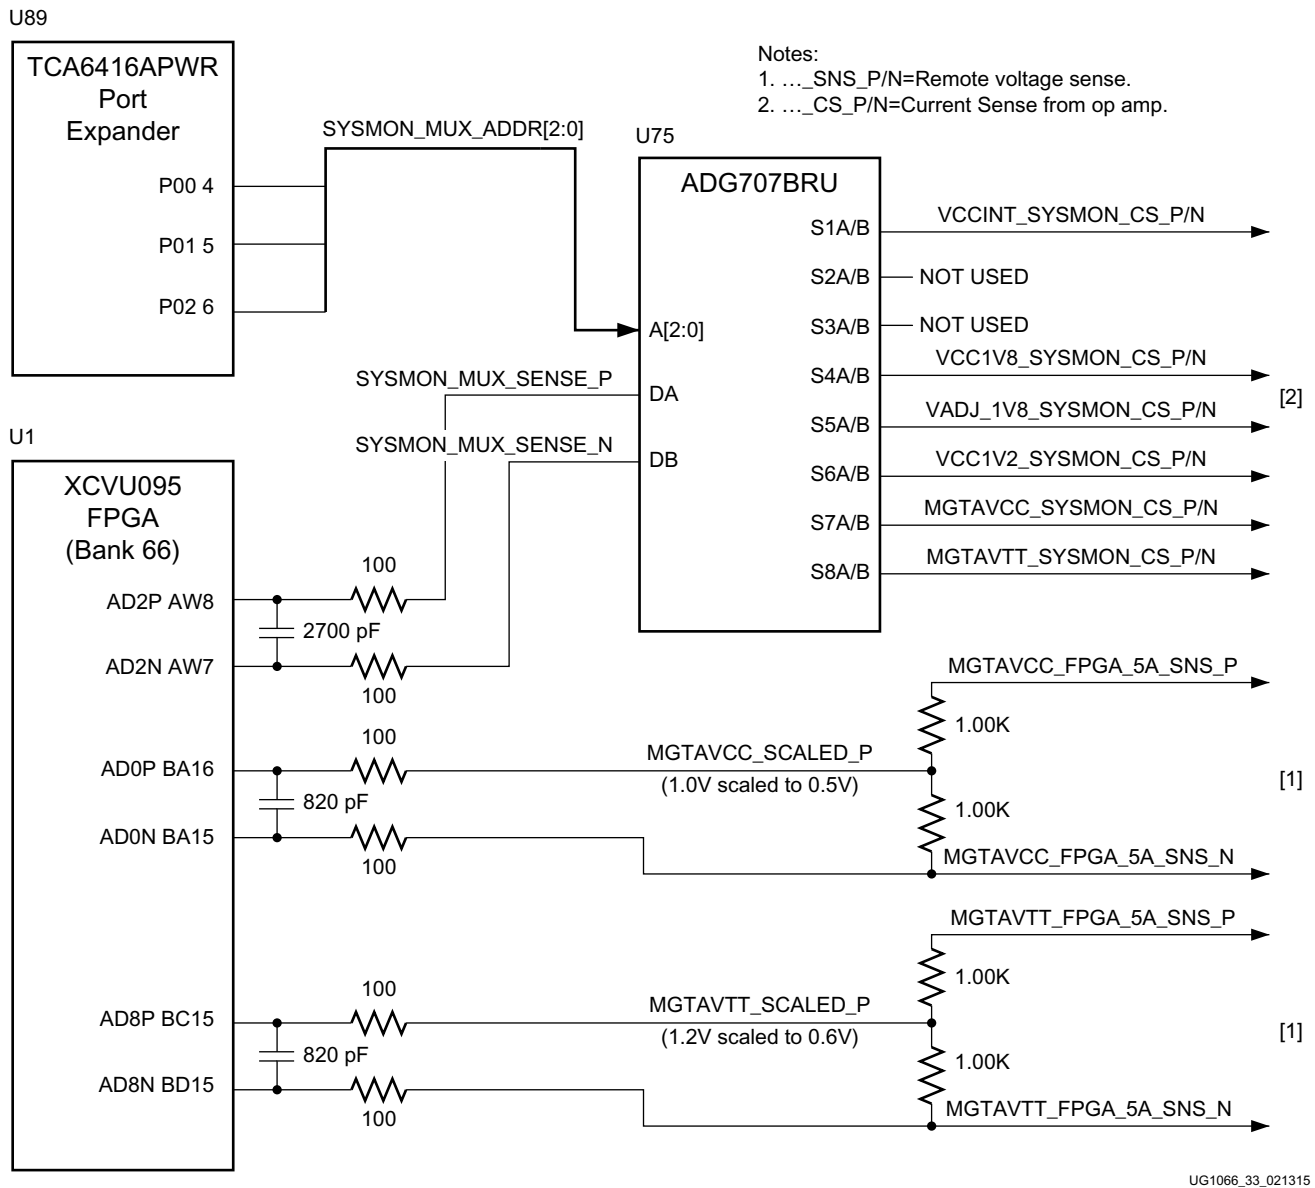 U89
TCA6416APWR
Port
Expander
P00 4
P01 5
P02 6
SYSMON_MUX_ADDR[2:0]
Notes:
1. …_SNS_P/N=Remote voltage sense.
2. …_CS_P/N=Current Sense from op amp.
U75
ADG707BRU
A[2:0]
DA
DB
S1A/B
S2A/B
S3A/B
S4A/B
S5A/B
S6A/B
S7A/B
S8A/B
VCCINT_SYSMON_CS_P/N
NOT USED
NOT USED
VCC1V8_SYSMON_CS_P/N
VADJ_1V8_SYSMON_CS_P/N
VCC1V2_SYSMON_CS_P/N
MGTAVCC_SYSMON_CS_P/N
MGTAVTT_SYSMON_CS_P/N
[2]
SYSMON_MUX_SENSE_P
SYSMON_MUX_SENSE_N
U1
XCVU095
FPGA
(Bank 66)
AD2P AW8
AD2N AW7
100
2700 pF
100
AD0P BA16
AD0N BA15
100
820 pF
100
MGTAVCC_SCALED_P
(1.0V scaled to 0.5V)
MGTAVCC_FPGA_5A_SNS_P
1.00K
1.00K
MGTAVCC_FPGA_5A_SNS_N
[1]
AD8P BC15
AD8N BD15
100
820 pF
100
MGTAVTT_SCALED_P
(1.2V scaled to 0.6V)
MGTAVTT_FPGA_5A_SNS_P
1.00K
1.00K
MGTAVTT_FPGA_5A_SNS_N
[1]
UG1066_33_021315